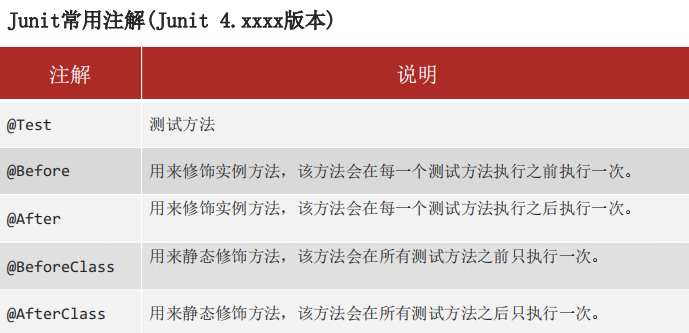 Junit常用注解(Junit 4.xxxx版本)
注解 说明
@Test 测试方法
@Before 用来修饰实例方法，该方法会在每一个测试方法执行之前执行一次。
@After 用来修饰实例方法，该方法会在每一个测试方法执行之后执行一次。
@BeforeClass 用来静态修饰方法，该方法会在所有测试方法之前只执行一次。
@AfterClass 用来静态修饰方法，该方法会在所有测试方法之后只执行一次。